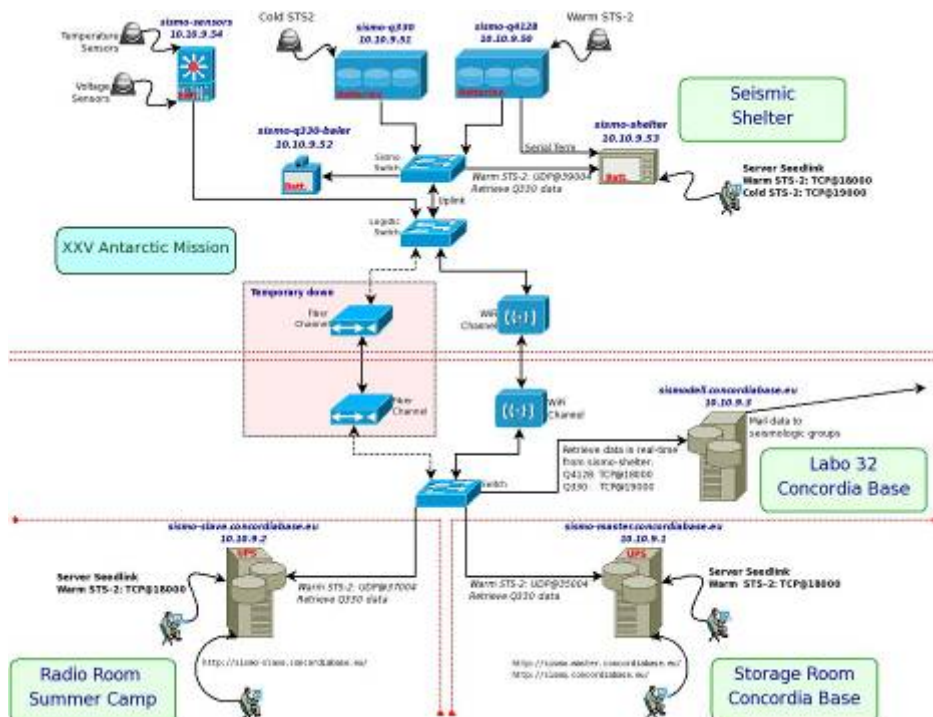 sismo-sensors
10.10.9.54
Temperature
Sensors
Voltage
Sensors
Cold STS2
sismo-q330
10.10.9.51
Batteries
sismo-q4128
10.10.9.50
Batteries
Warm STS-2
Seismic
Shelter
sismo-q330-baler
10.10.9.52
Batt.
Sismo
Switch
Serial Term
sismo-shelter
10.10.9.53
Batt.
Warm STS-2: UDP@39004
Retrieve Q330 data
Server Seedlink
Warm STS-2: TCP@18000
Cold STS-2: TCP@19000
Uplink
Logistic
Switch
XXV Antarctic Mission
Temporary down
Fiber
Channel
WiFi
Channel
Fiber
Channel
WiFi
Channel
sismodell.concordiabase.eu
10.10.9.3
Mail data to
seismologic groups
Retrieve data in real-time
from sismo-shelter:
Q4128: TCP@18000
Q330 TCP@19000
Labo 32
Concordia Base
Switch
sismo-slave.concordiabase.eu
10.10.9.2
UPS
Server Seedlink
Warm STS-2: TCP@18000
Warm STS-2: UDP@37004
Retrieve Q330 data
http://sismo-slave.concordiabase.eu/
Radio Room
Summer Camp
sismo-master.concordiabase.eu
10.10.9.1
UPS
Warm STS-2: UDP@35004
Retrieve Q330 data
Server Seedlink
Warm STS-2: TCP@18000
http://sismo-master.concordiabase.eu/
http://sismo.concordiabase.eu/
Storage Room
Concordia Base